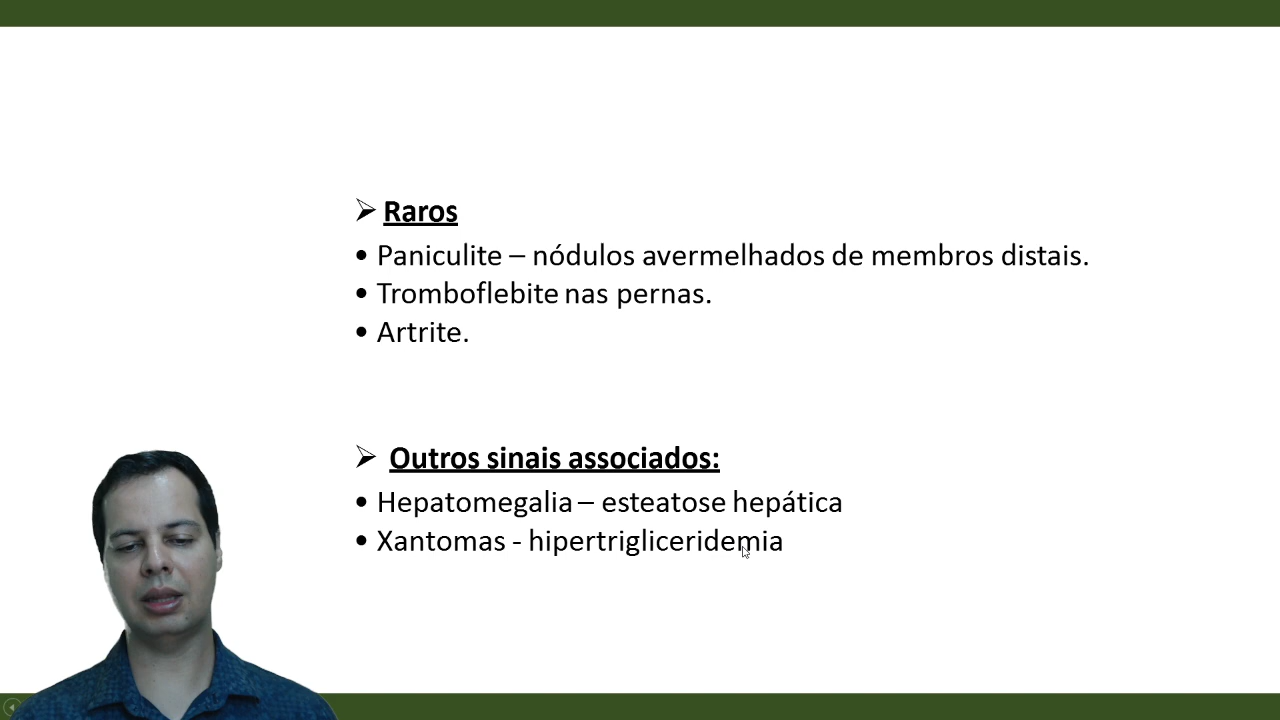 ➢ Raros
• Paniculite – nódulos avermelhados de membros distais.
• Tromboflebite nas pernas.
• Artrite.
➢ Outros sinais associados:
• Hepatomegalia – esteatose hepática
• Xantomas - hipertrigliceridemia